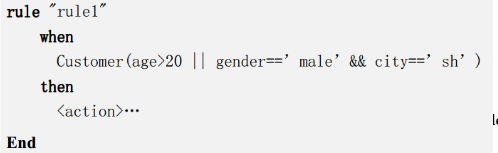 rule "rule1"
when
Customer(age>20 || gender==’male’ && city==’sh’)
then
<action>…
End